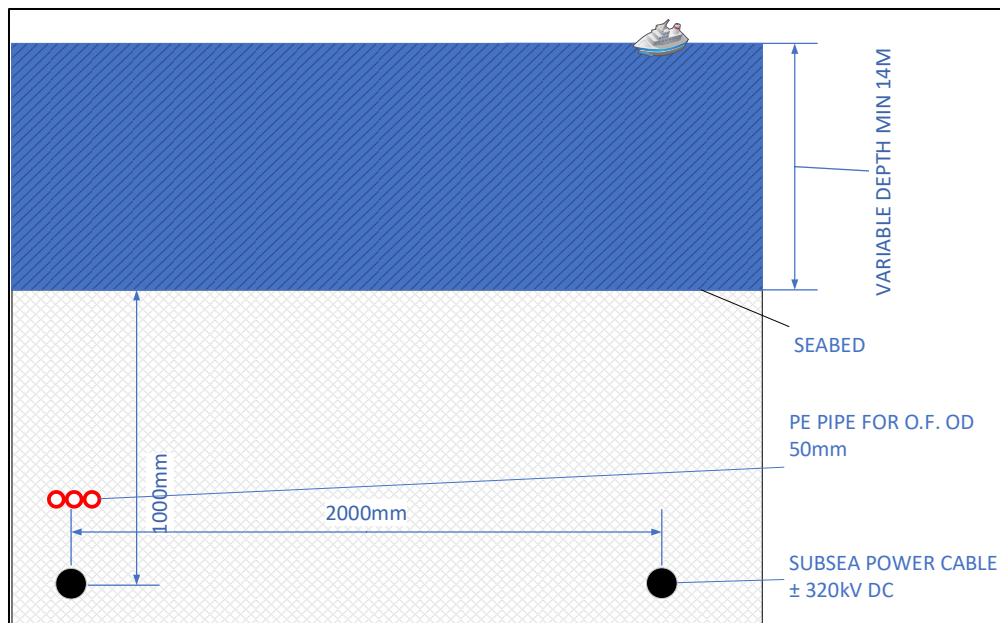 VARIABLE DEPTH MIN 14M
SEABED
PE PIPE FOR O.F. OD
50mm
1000mm
2000mm
SUBSEA POWER CABLE
± 320kV DC